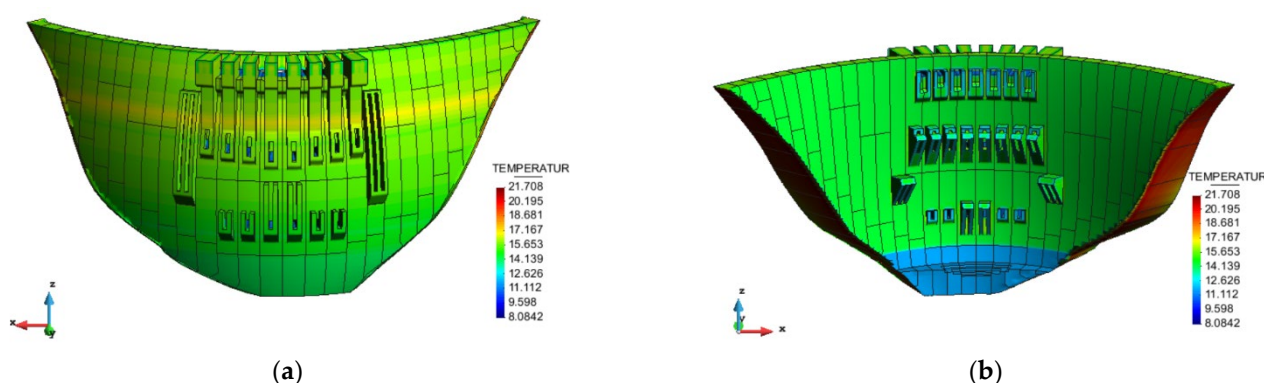 TEMPERATUR
21.708
20.195
18.681
17.167
15.653
14.139
12.626
11.112
9.598
8.0842
z
x
y
(a)
TEMPERATUR
21.708
20.195
18.681
17.167
15.653
14.139
12.626
11.112
9.598
8.0842
z
y
x
(b)